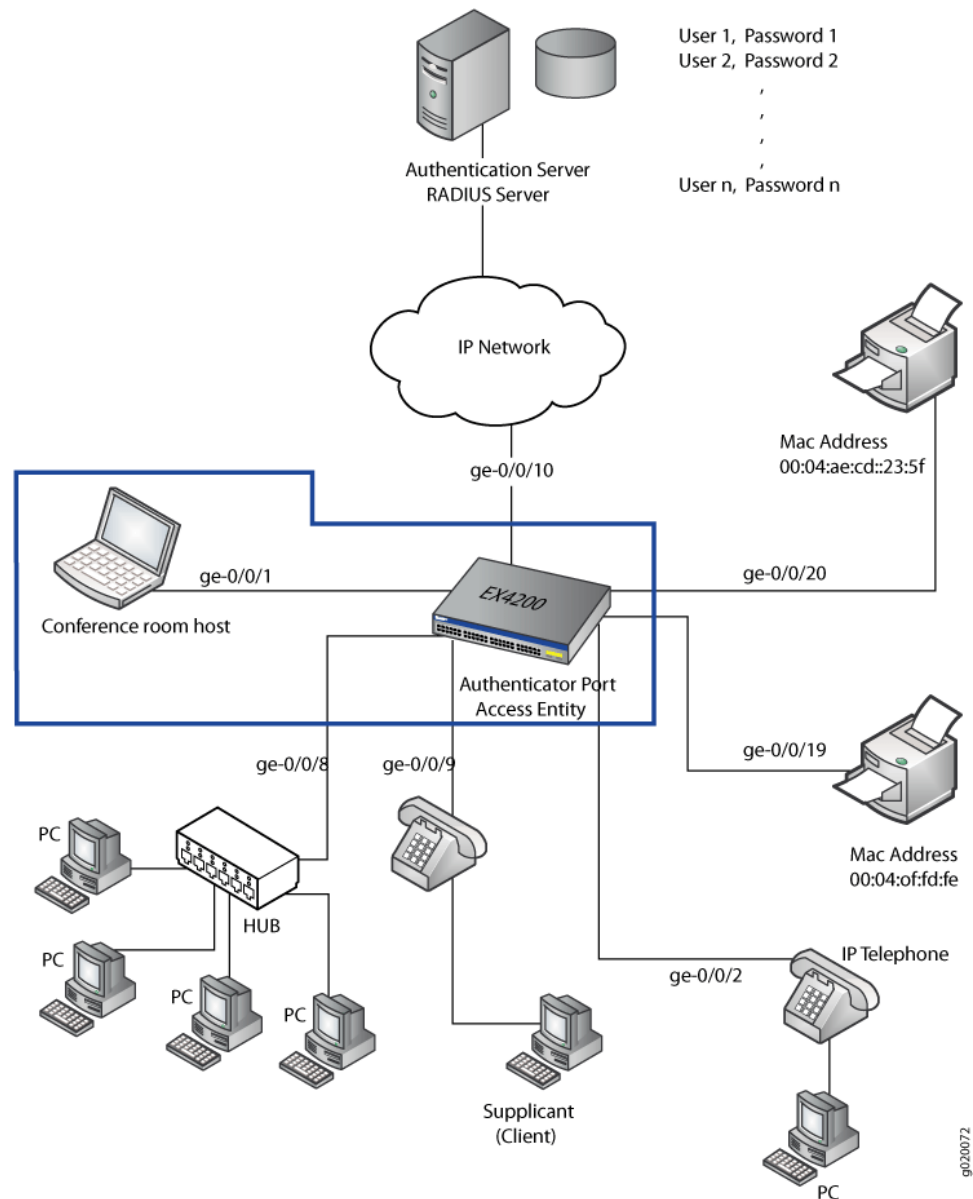 User 1, Password 1
User 2, Password 2
,
,
,
,
User n, Password n
Authentication Server
RADIUS Server
IP Network
Mac Address
00:04:ae:cd::23:5f
ge-0/0/10
ge-0/0/1
EX4200
ge-0/0/20
Conference room host
Authenticator Port
Access Entity
ge-0/0/8
ge-0/0/9
ge-0/0/19
Mac Address
00:04:of:fd:fe
PC
HUB
PC
PC
PC
IP Telephone
ge-0/0/2
Supplicant
(Client)
PC
g020072